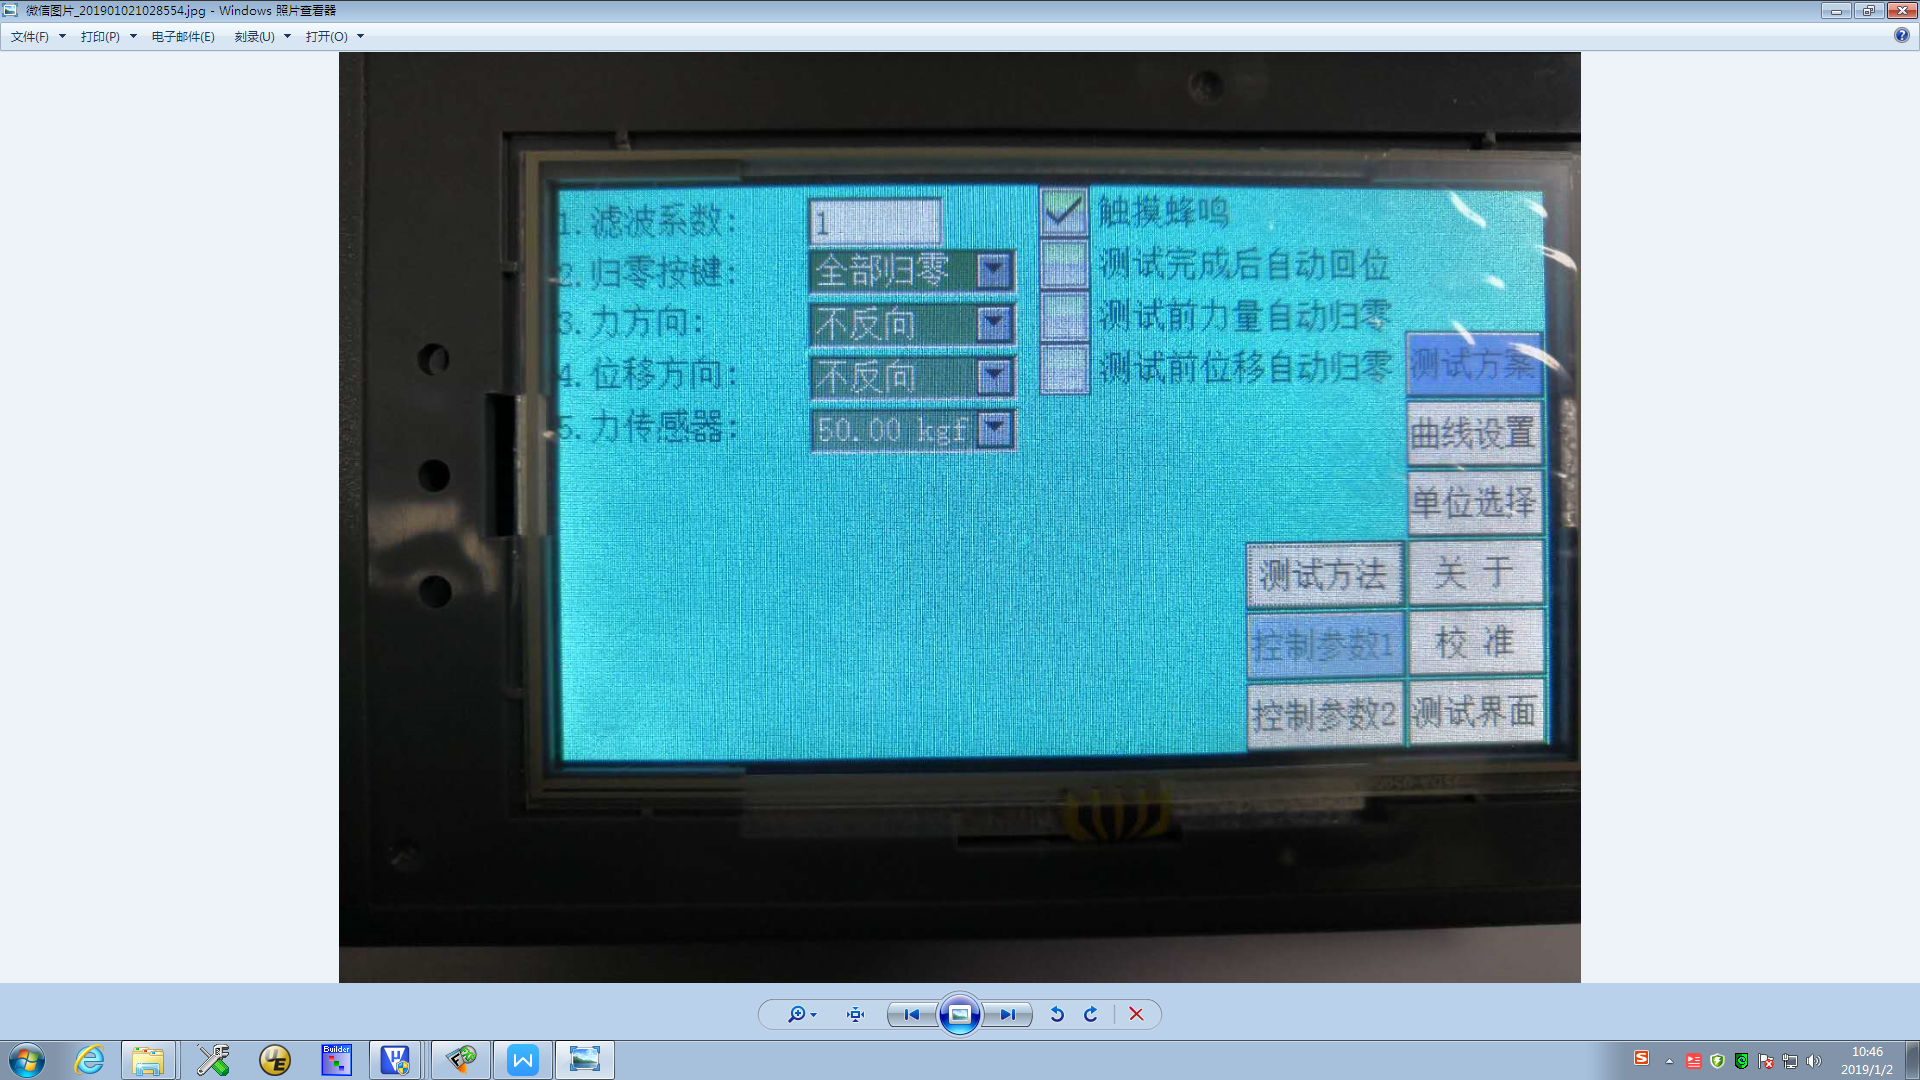 微信图片_201901021028554.jpg - Windows 照片查看器
文件(F) 打印(P) 电子邮件(E) 刻录(U) 打开(O)
1.滤波系数: 1
2.归零按键: 全部归零
3.力方向: 不反向
4.位移方向: 不反向
5.力传感器: 50.00 kgf
触摸蜂鸣
测试完成后自动回位
测试前力量自动归零
测试前位移自动归零
测试方案
曲线设置
单位选择
测试方法 关 于
控制参数1 校 准
控制参数2 测试界面
Builder
10:46
2019/1/2